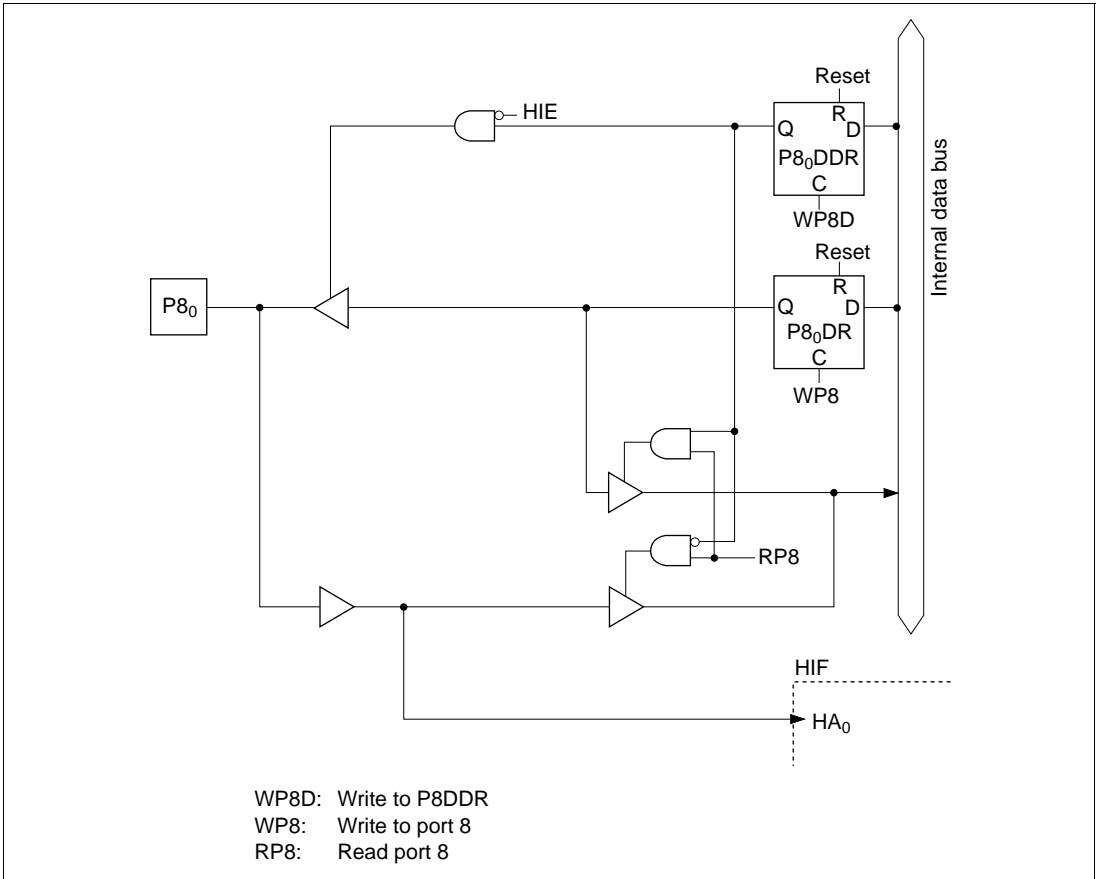 Reset
HIE
Q
R
D
P8₀DDR
C
WP8D
Internal data bus
Reset
P8₀
Q
R
D
P8₀DR
C
WP8
RP8
HIF
HA₀
WP8D: Write to P8DDR
WP8: Write to port 8
RP8: Read port 8